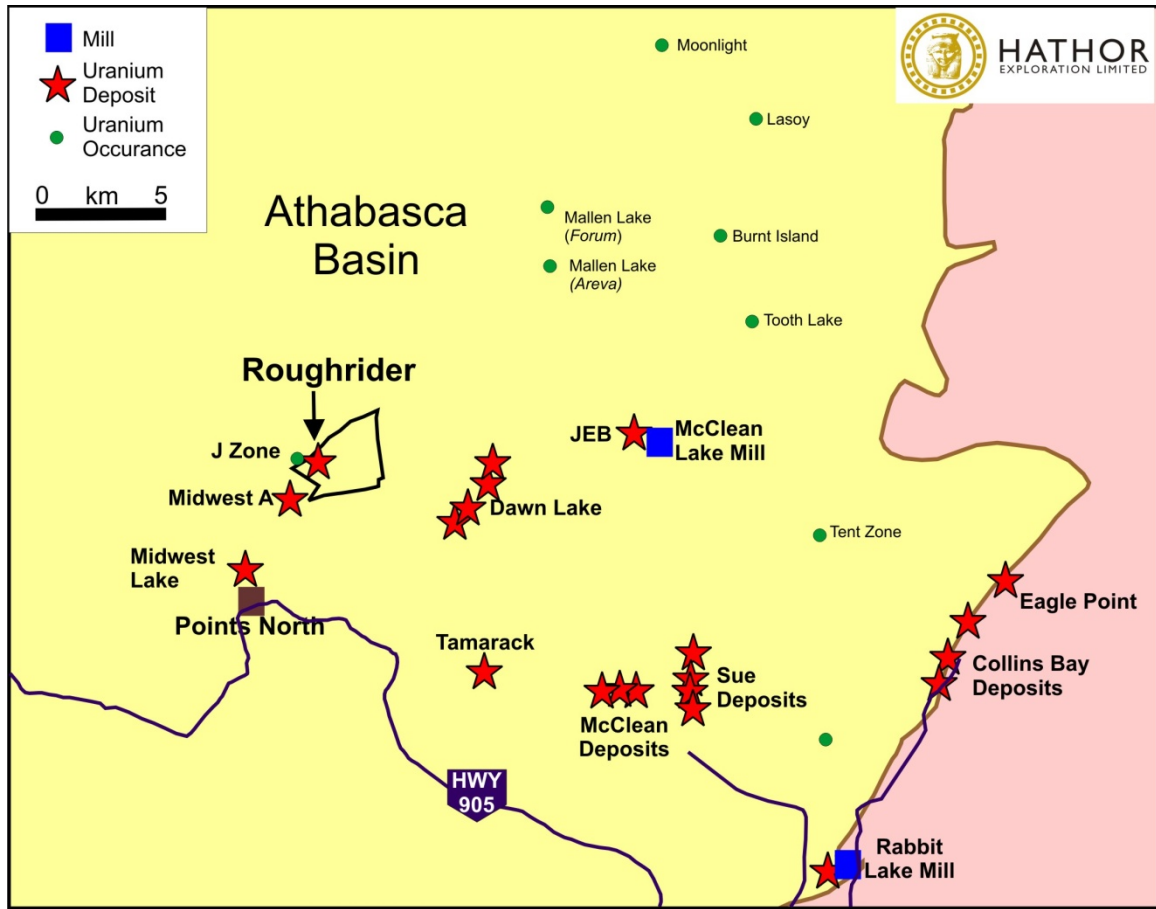 Mill
Uranium
Deposit
Uranium
Occurance
0 km 5
HATHOR
EXPLORATION LIMITED
Moonlight
Lasoy
Athabasca
Basin
Mallen Lake
(Forum)
Burnt Island
Mallen Lake
(Areva)
Tooth Lake
Roughrider
JEB
McClean
Lake Mill
J Zone
Midwest A
Dawn Lake
Tent Zone
Midwest
Lake
Eagle Point
Points North
Tamarack
Sue
Deposits
Collins Bay
Deposits
McClean
Deposits
HWY
905
Rabbit
Lake Mill